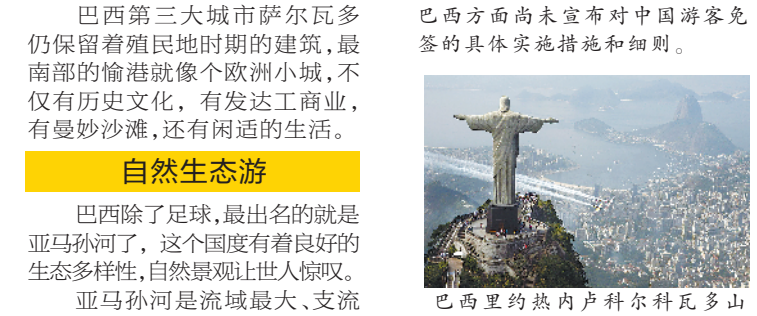 巴西第三大城市萨尔瓦多
仍保留着殖民地时期的建筑,最
南部的愉港就像个欧洲小城,不
仅有历史文化，有发达工商业，
有曼妙沙滩,还有闲适的生活。
自然生态游
巴西除了足球,最出名的就是
亚马孙河了，这个国度有着良好的
生态多样性,自然景观让世人惊叹。
亚马孙河是流域最大、支流
巴西方面尚未宣布对中国游客免
签的具体实施措施和细则。
巴西里约热内卢科尔科瓦多山